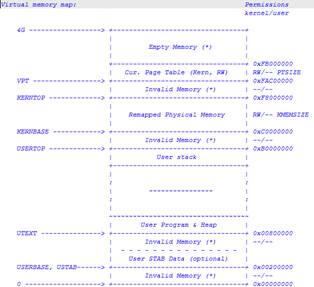 Virtual memory map: Permissions
kernel/user
4G ------------------> +------------------------------+
| |
| Empty Memory (*) |
| |
+------------------------------+ 0xFB000000
| Cur. Page Table (Kern, RW) | RW/-- PTSIZE
VPT -----------------> +------------------------------+ 0xFAC00000
| Invalid Memory (*) | --/--
KERNTOP -------------> +------------------------------+ 0xF8000000
| |
| Remapped Physical Memory | RW/-- KMEMSIZE
| |
KERNBASE ------------> +------------------------------+ 0xC0000000
| Invalid Memory (*) | --/--
USERTOP -------------> +------------------------------+ 0xB0000000
| User stack |
+------------------------------+
| |
: :
| ~~~~~~~~~~~~~~~~ |
: :
| |
~~~~~~~~~~~~~~~~~~~~~~~~~~~~~~~~
| User Program & Heap |
UTEXT ---------------> +------------------------------+ 0x00800000
| Invalid Memory (*) | --/--
| - - - - - - - - - - - - - - -|
| User STAB Data (optional) |
USERBASE, USTAB------> +------------------------------+ 0x00200000
| Invalid Memory (*) | --/--
0 -------------------> +------------------------------+ 0x00000000